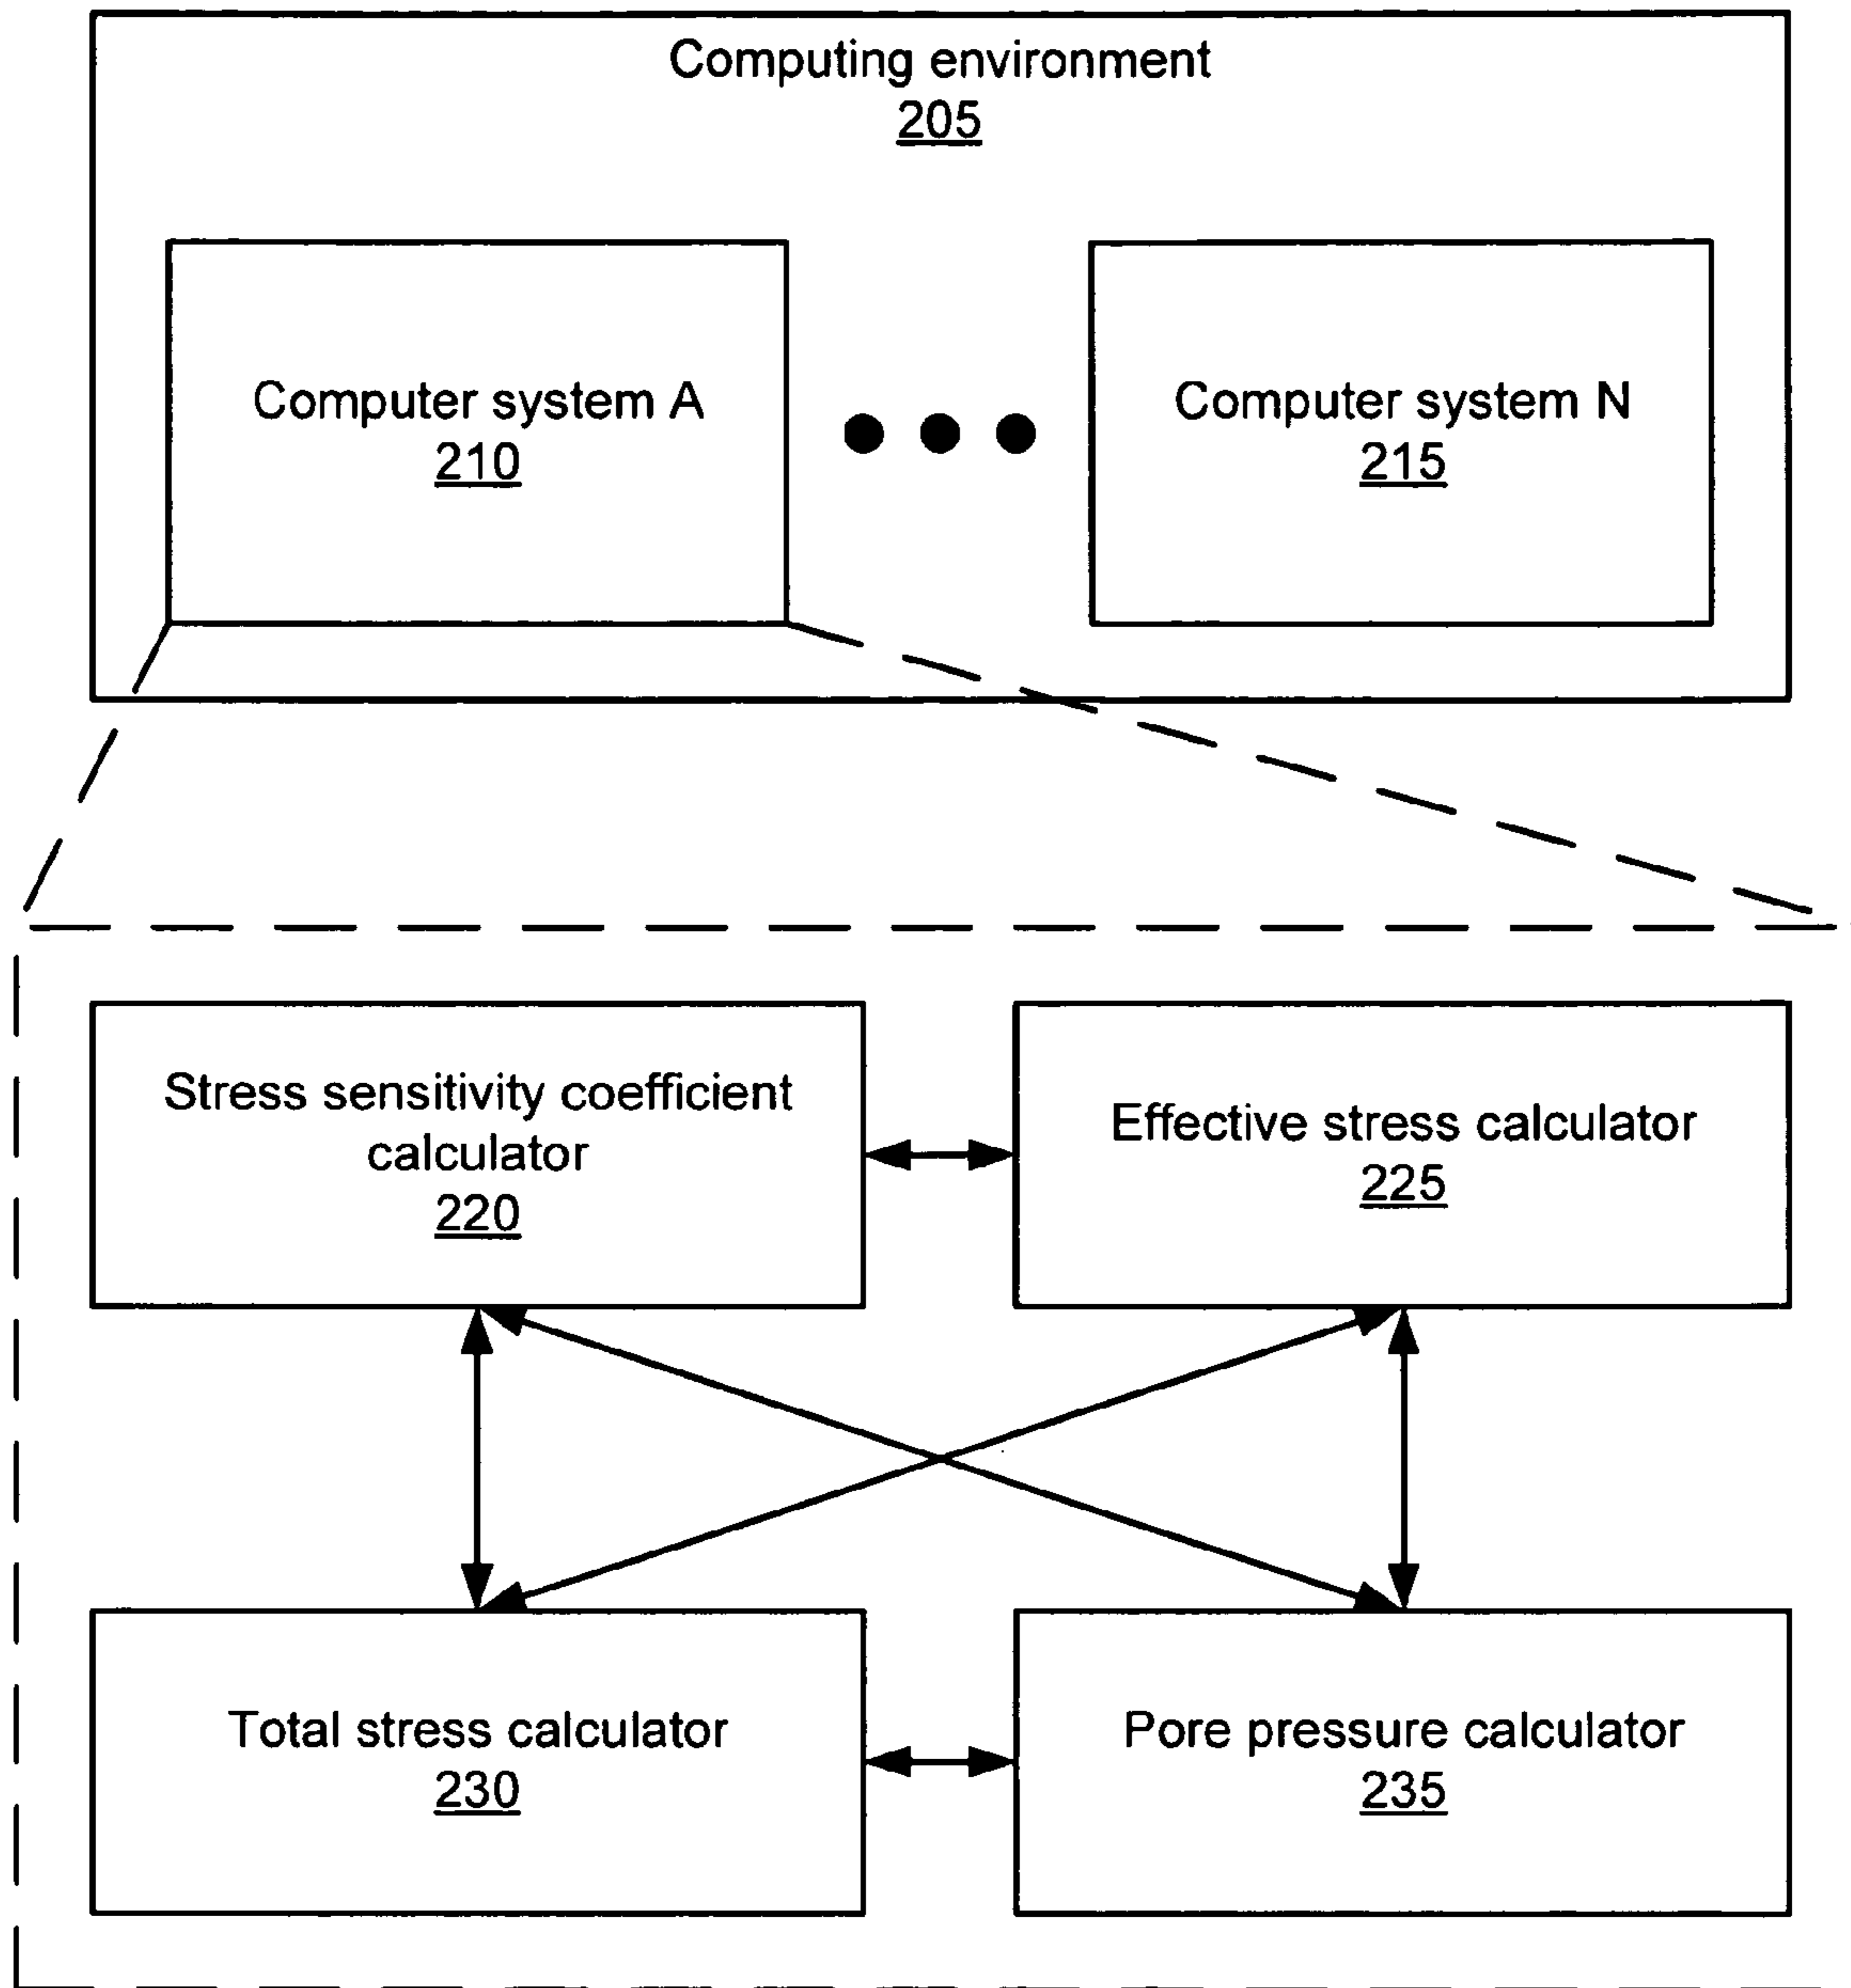 Computing environment
205
Computer system A
210
Computer system N
215
Stress sensitivity coefficient
calculator
220
Effective stress calculator
225
Total stress calculator
230
Pore pressure calculator
235